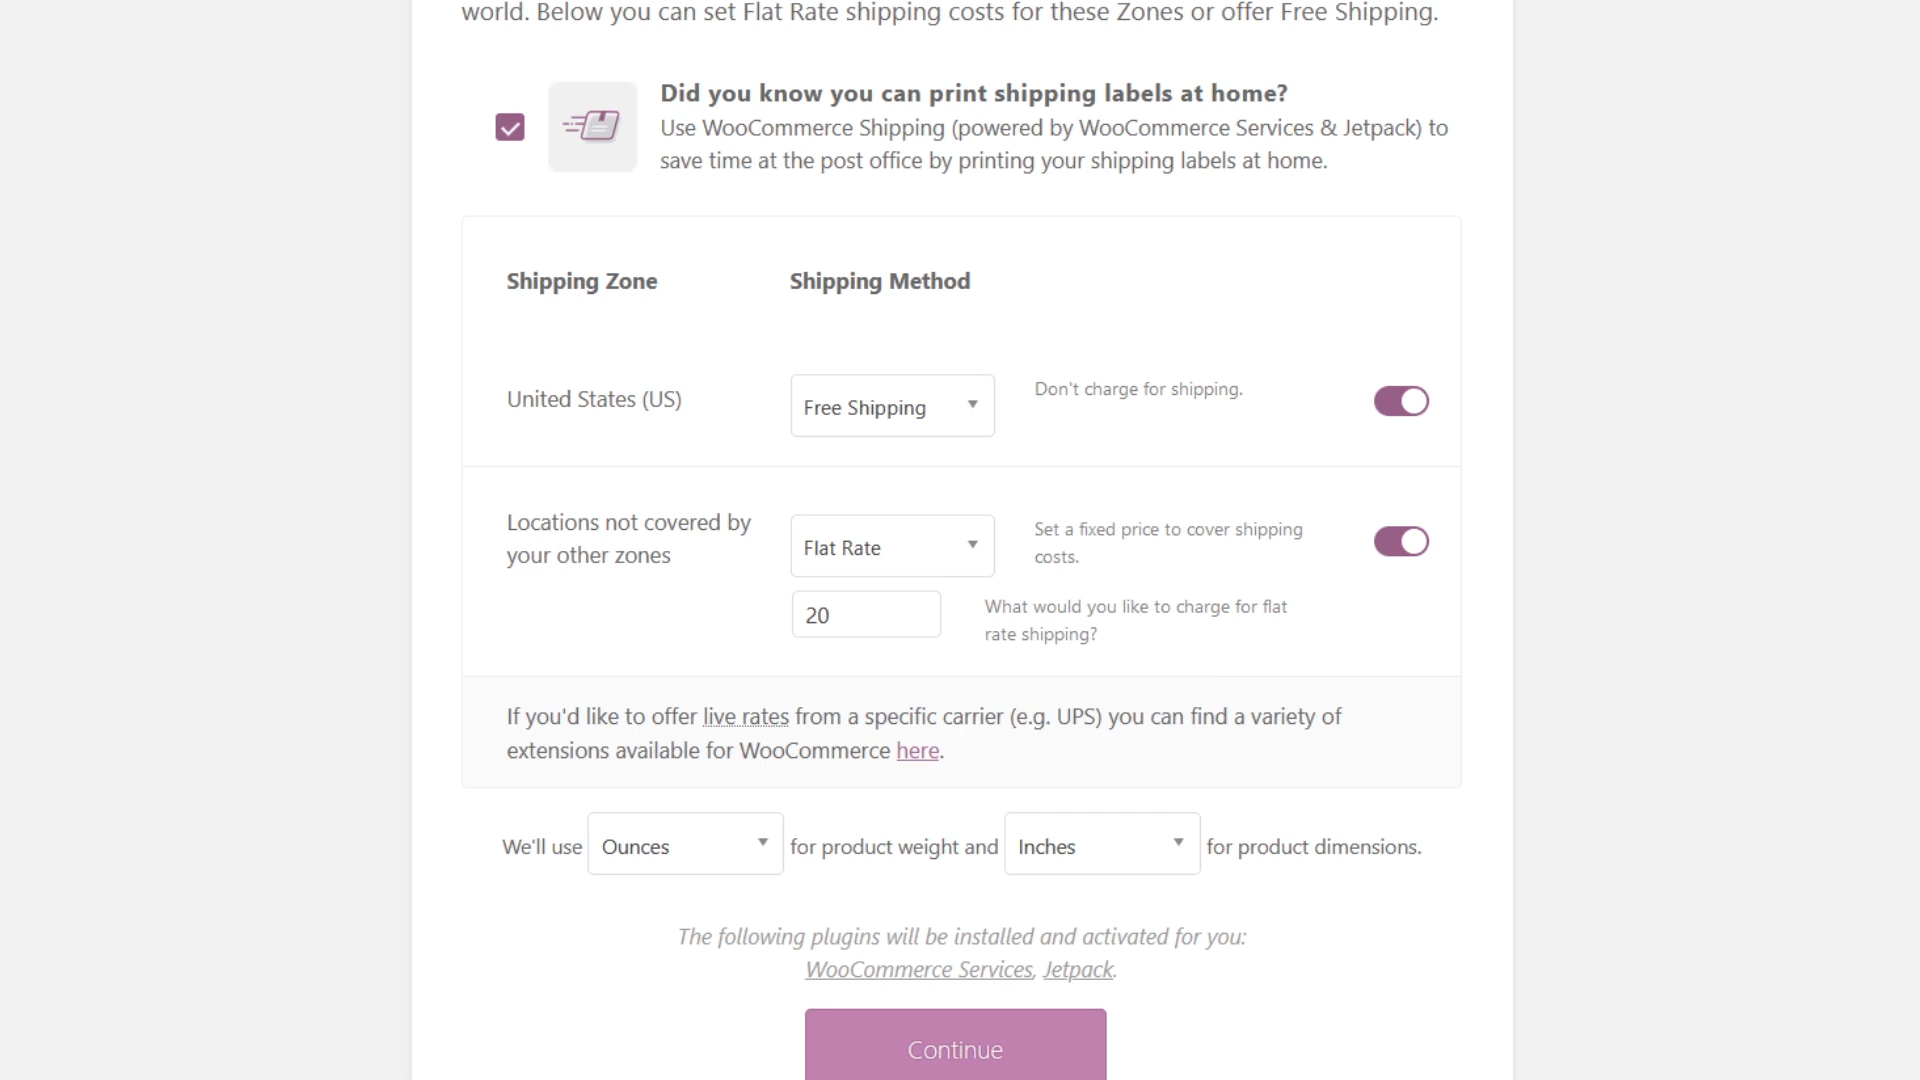 world. Below you can set Flat Rate shipping costs for these Zones or offer Free Shipping.
Did you know you can print shipping labels at home?
Use WooCommerce Shipping (powered by WooCommerce Services & Jetpack) to
save time at the post office by printing your shipping labels at home.
Shipping Zone Shipping Method
United States (US) Free Shipping Don't charge for shipping.
Locations not covered by
your other zones
Flat Rate
Set a fixed price to cover shipping
costs.
20
What would you like to charge for flat
rate shipping?
If you'd like to offer live rates from a specific carrier (e.g. UPS) you can find a variety of
extensions available for WooCommerce here.
We'll use Ounces for product weight and Inches for product dimensions.
The following plugins will be installed and activated for you:
WooCommerce Services, Jetpack.
Continue